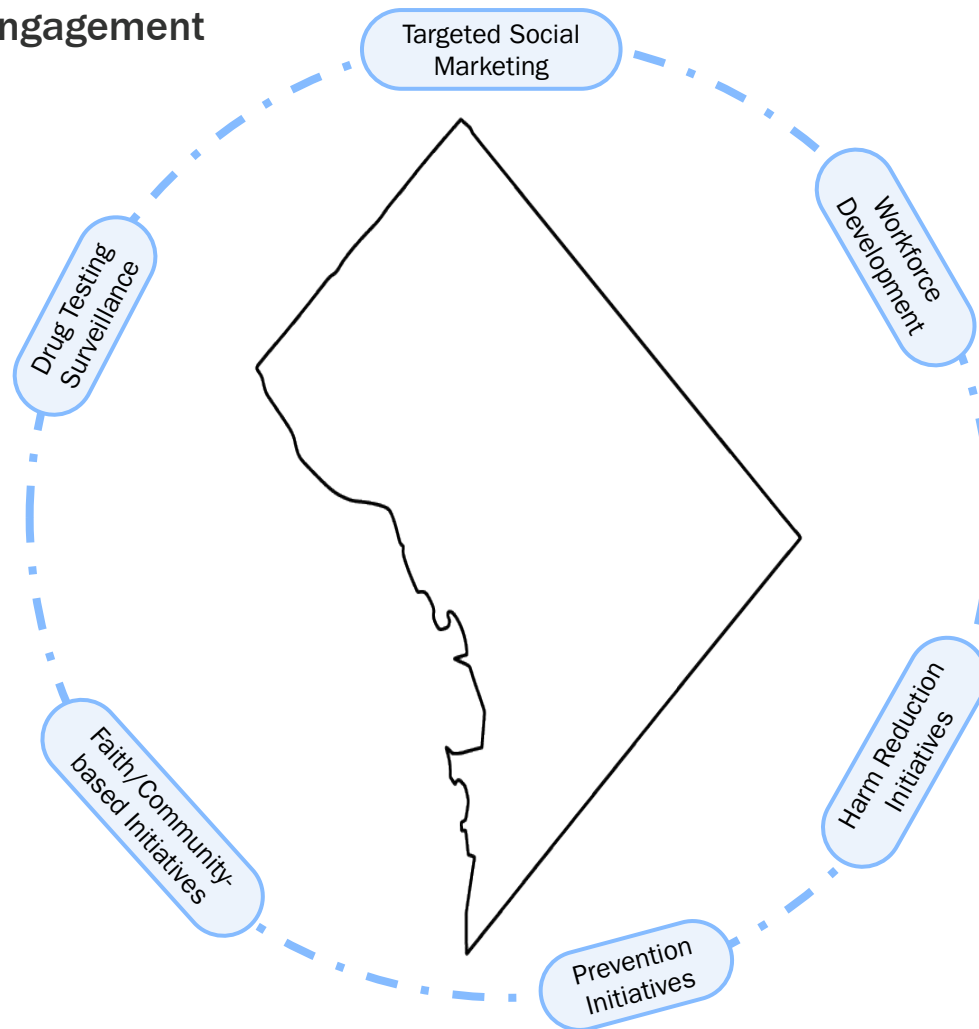 ngagement
Targeted Social
Marketing
Workforce
Development
Harm Reduction
Initiatives
Prevention
Initiatives
Faith/Community-
based Initiatives
Drug Testing
Surveillance